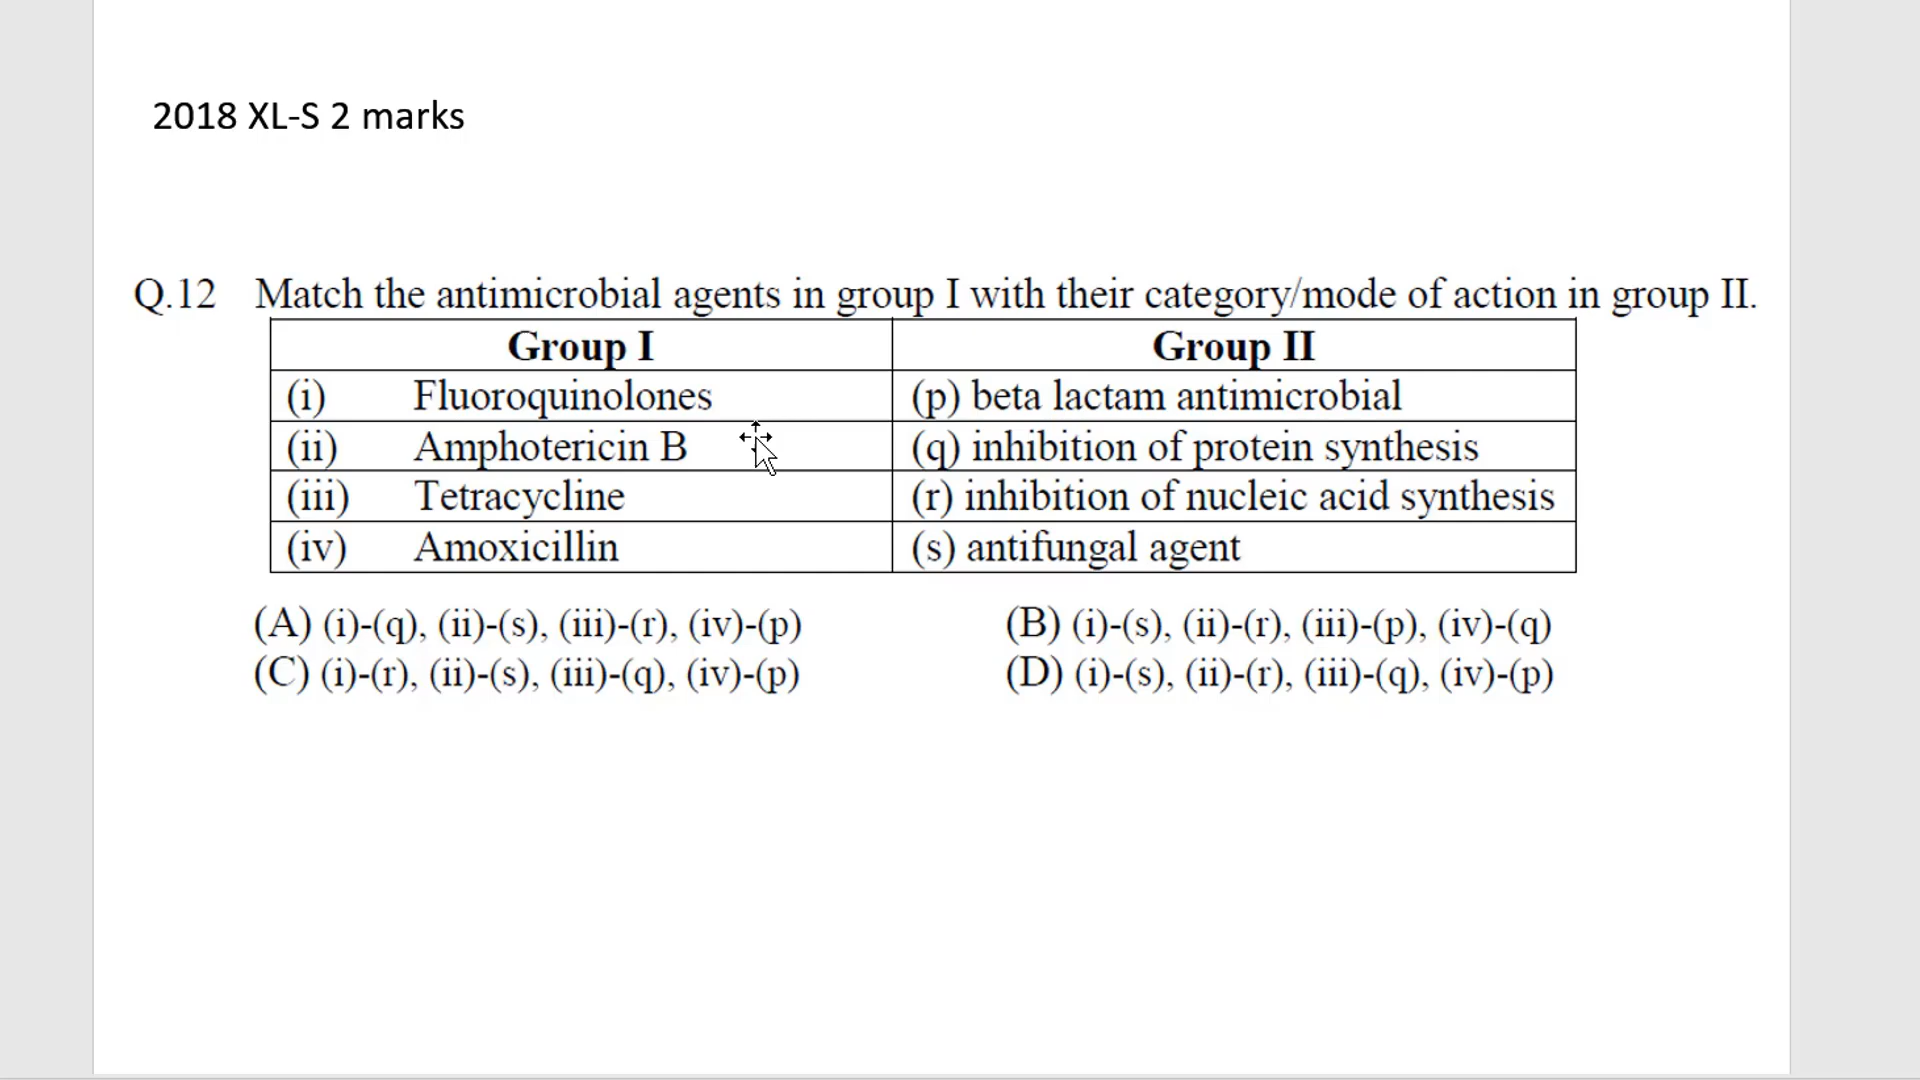 2018 XL-S 2 marks
Q.12 Match the antimicrobial agents in group I with their category/mode of action in group II.
Group I Group II
(i) Fluoroquinolones (p) beta lactam antimicrobial
(ii) Amphotericin B (q) inhibition of protein synthesis
(iii) Tetracycline (r) inhibition of nucleic acid synthesis
(iv) Amoxicillin (s) antifungal agent
(A) (i)-(q), (ii)-(s), (iii)-(r), (iv)-(p) (B) (i)-(s), (ii)-(r), (iii)-(p), (iv)-(q)
(C) (i)-(r), (ii)-(s), (iii)-(q), (iv)-(p) (D) (i)-(s), (ii)-(r), (iii)-(q), (iv)-(p)